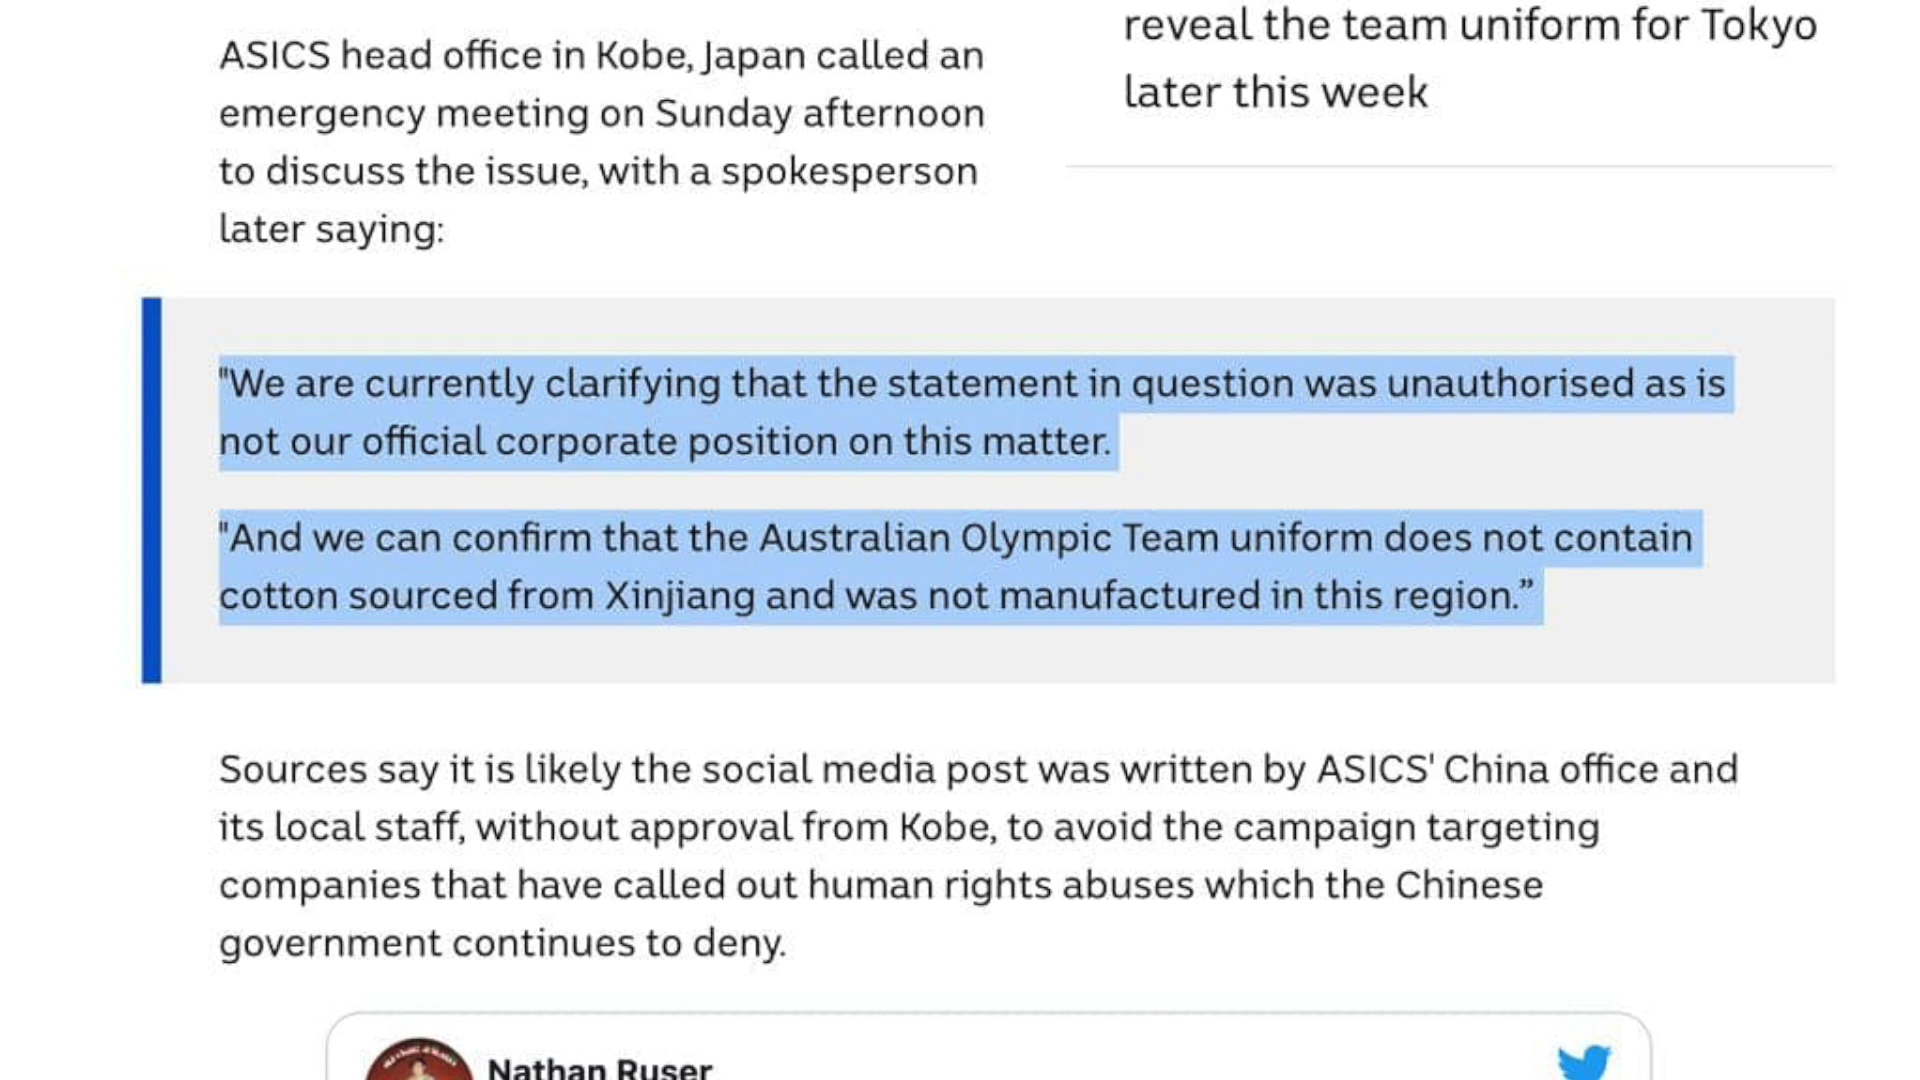 ASICS head office in Kobe, Japan called an
emergency meeting on Sunday afternoon
to discuss the issue, with a spokesperson
later saying:
reveal the team uniform for Tokyo
later this week
"We are currently clarifying that the statement in question was unauthorised as is
not our official corporate position on this matter.
"And we can confirm that the Australian Olympic Team uniform does not contain
cotton sourced from Xinjiang and was not manufactured in this region.”
Sources say it is likely the social media post was written by ASICS' China office and
its local staff, without approval from Kobe, to avoid the campaign targeting
companies that have called out human rights abuses which the Chinese
government continues to deny.
Nathan Ruser